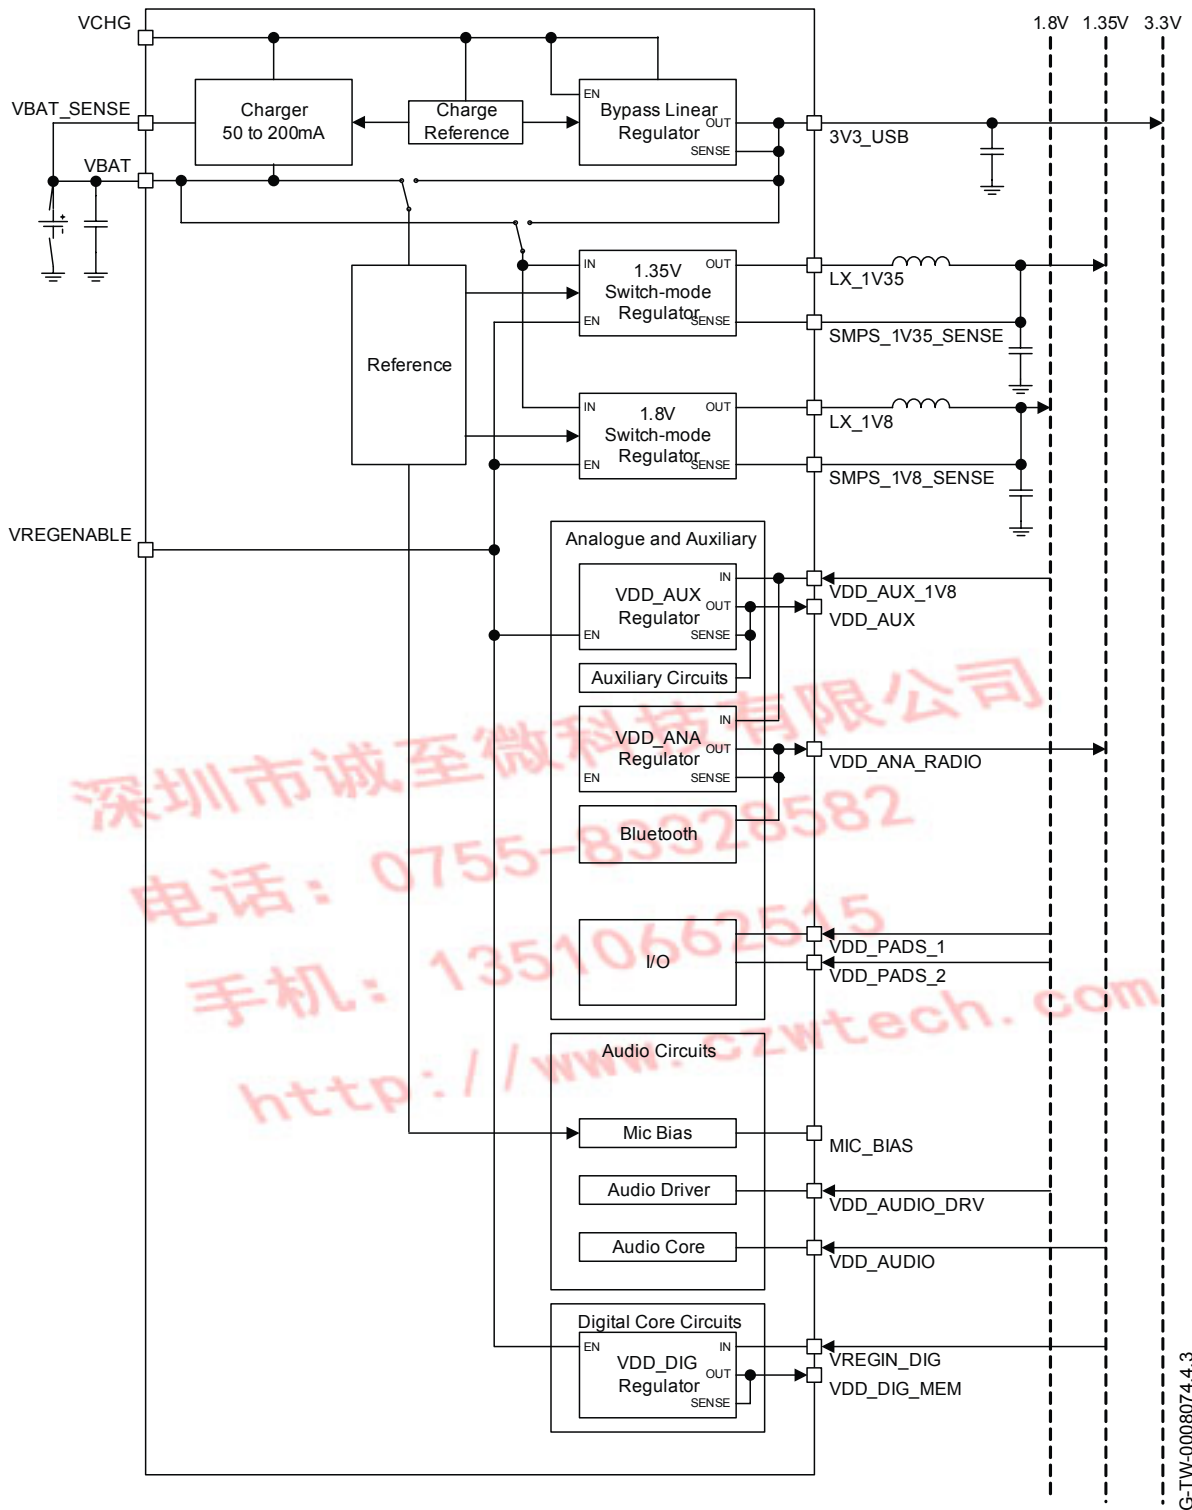 VCHG
1.8V 1.35V 3.3V
EN
VBAT_SENSE
Charger
50 to 200mA
Charge
Reference
Bypass Linear
Regulator
OUT
SENSE
3V3_USB
VBAT
+
-
IN
1.35V
Switch-mode
Regulator
OUT
EN
SENSE
LX_1V35
SMPS_1V35_SENSE
Reference
IN
1.8V
Switch-mode
Regulator
OUT
EN
SENSE
LX_1V8
SMPS_1V8_SENSE
VREGENABLE
Analogue and Auxiliary
IN
VDD_AUX
Regulator
OUT
EN
SENSE
VDD_AUX_1V8
VDD_AUX
Auxiliary Circuits
IN
VDD_ANA
Regulator
OUT
EN
SENSE
VDD_ANA_RADIO
Bluetooth
I/O
VDD_PADS_1
VDD_PADS_2
Audio Circuits
Mic Bias
MIC_BIAS
Audio Driver
VDD_AUDIO_DRV
Audio Core
VDD_AUDIO
Digital Core Circuits
EN
IN
VDD_DIG
Regulator
OUT
SENSE
VREGIN_DIG
VDD_DIG_MEM
G-TW-0008074.4.3
深圳市诚至微科技有限公司
电话：0755-83328582
手机：13510662515
http://www.czwtech.com